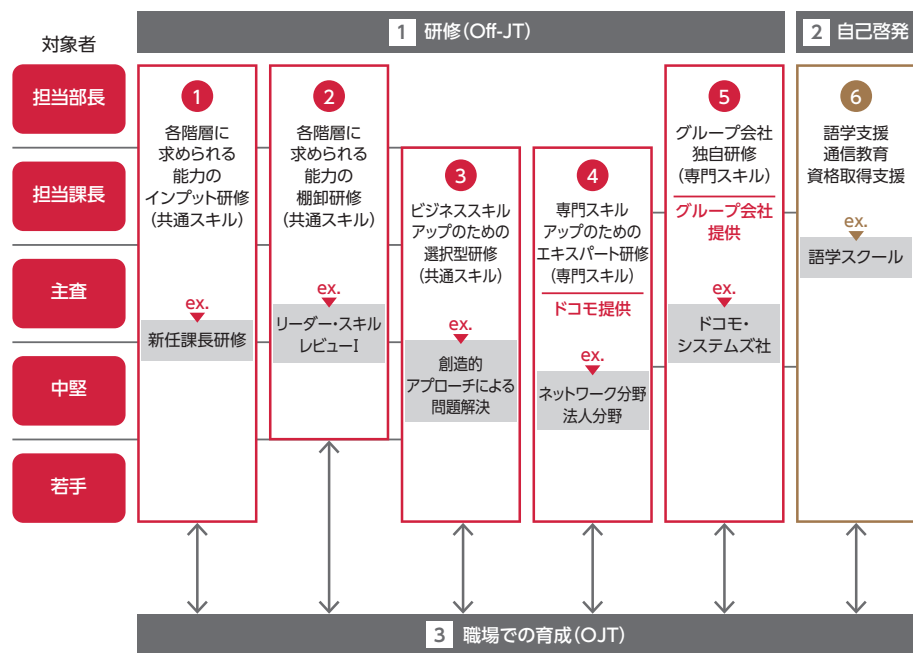 1 研修(Off-JT)
2 自己啓発
対象者
担当部長
担当課長
主査
中堅
若手
1
各階層に
求められる
能力の
インプット研修
(共通スキル)
ex.
新任課長研修
2
各階層に
求められる
能力の
棚卸研修
(共通スキル)
ex.
リーダー・スキル
レビューI
3
ビジネススキル
アップのための
選択型研修
(共通スキル)
ex.
創造的
アプローチによる
問題解決
4
専門スキル
アップのための
エキスパート研修
(専門スキル)
ドコモ提供
ex.
ネットワーク分野
法人分野
5
グループ会社
独自研修
(専門スキル)
グループ会社
提供
ex.
ドコモ・
システムズ社
6
語学支援
通信教育
資格取得支援
ex.
語学スクール
3 職場での育成(OJT)